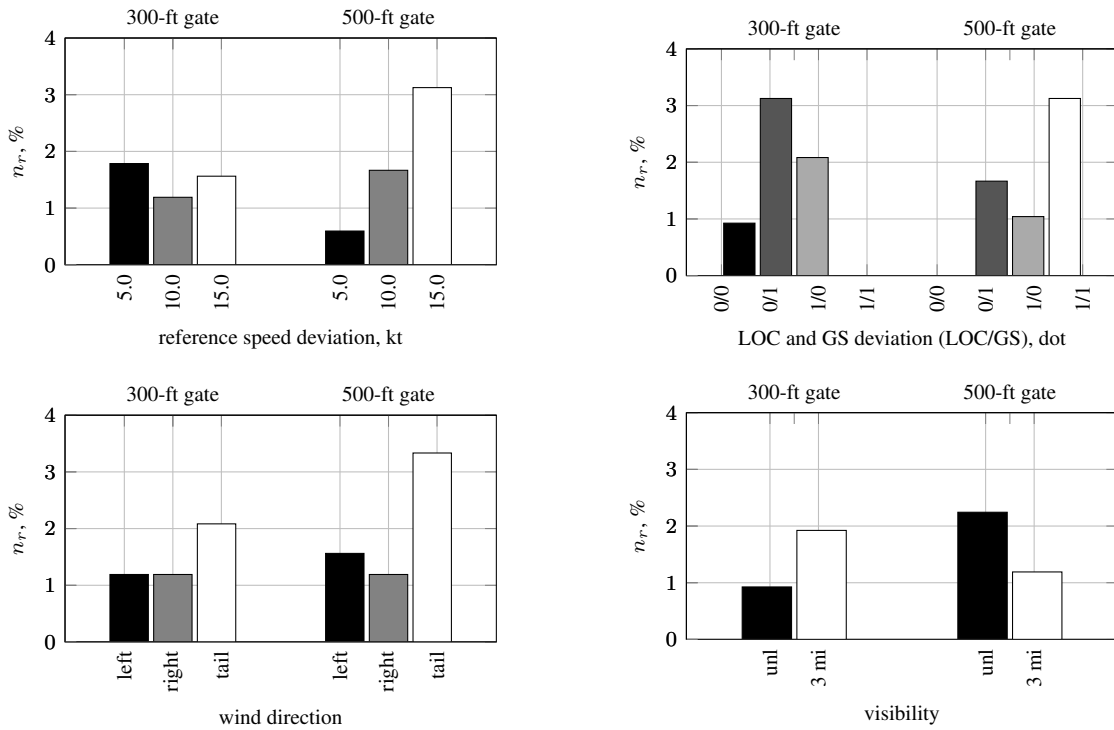 300-ft gate 500-ft gate
4
3
2
1
0
n_r, %
5.0 10.0 15.0 5.0 10.0 15.0
reference speed deviation, kt
300-ft gate 500-ft gate
4
3
2
1
0
n_r, %
0/0 0/1 1/0 1/1 0/0 0/1 1/0 1/1
LOC and GS deviation (LOC/GS), dot
300-ft gate 500-ft gate
4
3
2
1
0
n_r, %
left right tail left right tail
wind direction
300-ft gate 500-ft gate
4
3
2
1
0
n_r, %
unl 3 mi unl 3 mi
visibility